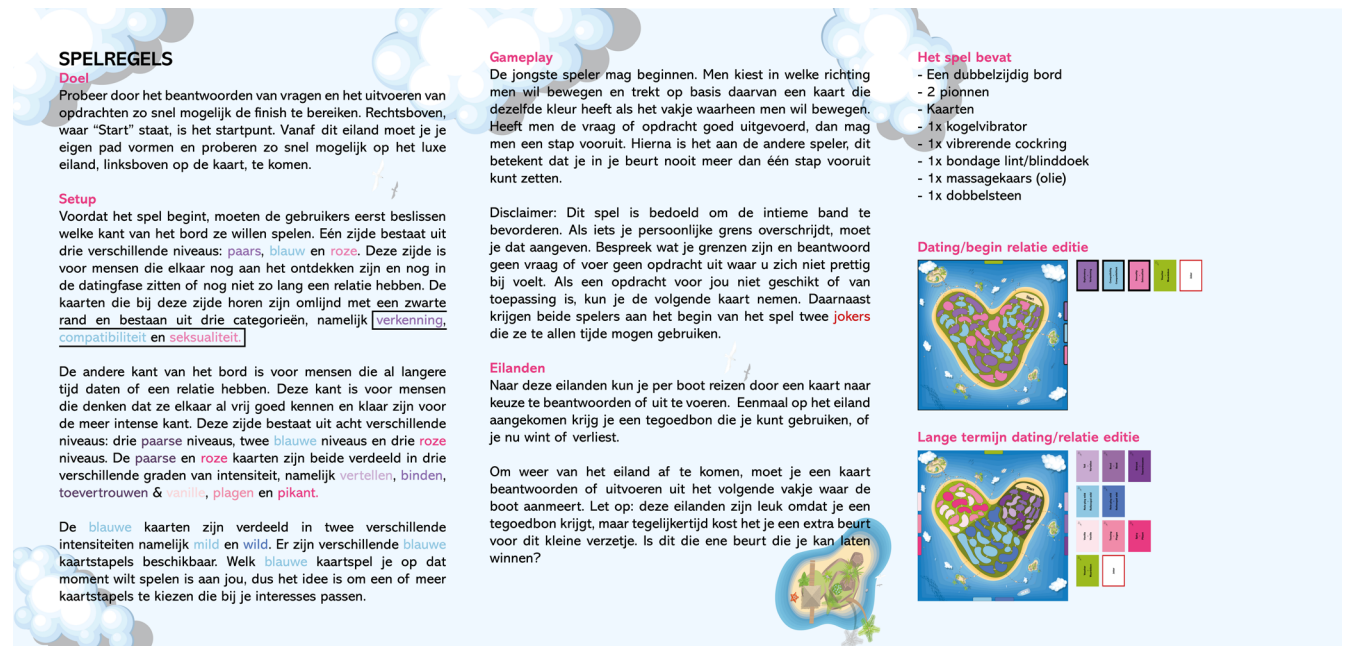 SPELREGELS
Doel
Probeer door het beantwoorden van vragen en het uitvoeren van
opdrachten zo snel mogelijk de finish te bereiken. Rechtsboven,
waar “Start” staat, is het startpunt. Vanaf dit eiland moet je je
eigen pad vormen en proberen zo snel mogelijk op het luxe
eiland, linksboven op de kaart, te komen.
Setup
Voordat het spel begint, moeten de gebruikers eerst beslissen
welke kant van het bord ze willen spelen. Eén zijde bestaat uit
drie verschillende niveaus: paars, blauw en roze. Deze zijde is
voor mensen die elkaar nog aan het ontdekken zijn en nog in
de datingfase zitten of nog niet zo lang een relatie hebben. De
kaarten die bij deze zijde horen zijn omlijnd met een zwarte
rand en bestaan uit drie categorieën, namelijk verkenning,
compatibiliteit en seksualiteit.
De andere kant van het bord is voor mensen die al langere
tijd daten of een relatie hebben. Deze kant is voor mensen
die denken dat ze elkaar al vrij goed kennen en klaar zijn voor
de meer intense kant. Deze zijde bestaat uit acht verschillende
niveaus: drie paarse niveaus, twee blauwe niveaus en drie roze
niveaus. De paarse en roze kaarten zijn beide verdeeld in drie
verschillende graden van intensiteit, namelijk vertellen, binden,
toevertrouwen & vanille, plagen en pikant.
De blauwe kaarten zijn verdeeld in twee verschillende
intensiteiten namelijk mild en wild. Er zijn verschillende blauwe
kaartstapels beschikbaar. Welk blauwe kaartspel je op dat
moment wilt spelen is aan jou, dus het idee is om een of meer
kaartstapels te kiezen die bij je interesses passen.
Gameplay
De jongste speler mag beginnen. Men kiest in welke richting
men wil bewegen en trekt op basis daarvan een kaart die
dezelfde kleur heeft als het vakje waarheen men wil bewegen.
Heeft men de vraag of opdracht goed uitgevoerd, dan mag
men een stap vooruit. Hierna is het aan de andere speler, dit
betekent dat je in je beurt nooit meer dan één stap vooruit
kunt zetten.
Disclaimer: Dit spel is bedoeld om de intieme band te
bevorderen. Als iets je persoonlijke grens overschrijdt, moet
je dat aangeven. Bespreek wat je grenzen zijn en beantwoord
geen vraag of voer geen opdracht uit waar u zich niet prettig
bij voelt. Als een opdracht voor jou niet geschikt of van
toepassing is, kun je de volgende kaart nemen. Daarnaast
krijgen beide spelers aan het begin van het spel twee jokers
die ze te allen tijde mogen gebruiken.
Eilanden
Naar deze eilanden kun je per boot reizen door een kaart naar
keuze te beantwoorden of uit te voeren. Eenmaal op het eiland
aangekomen krijg je een tegoedbon die je kunt gebruiken, of
je nu wint of verliest.
Om weer van het eiland af te komen, moet je een kaart
beantwoorden of uitvoeren uit het volgende vakje waar de
boot aanmeert. Let op: deze eilanden zijn leuk omdat je een
tegoedbon krijgt, maar tegelijkertijd kost het je een extra beurt
voor dit kleine verzetje. Is dit die ene beurt die je kan laten
winnen?
Het spel bevat
- Een dubbelzijdig bord
- 2 pionnen
- Kaarten
- 1x kogelvibrator
- 1x vibrerende cockring
- 1x bondage lint/blinddoek
- 1x massagekaars (olie)
- 1x dobbelsteen
Dating/begin relatie editie
Start
Lange termijn dating/relatie editie
Start